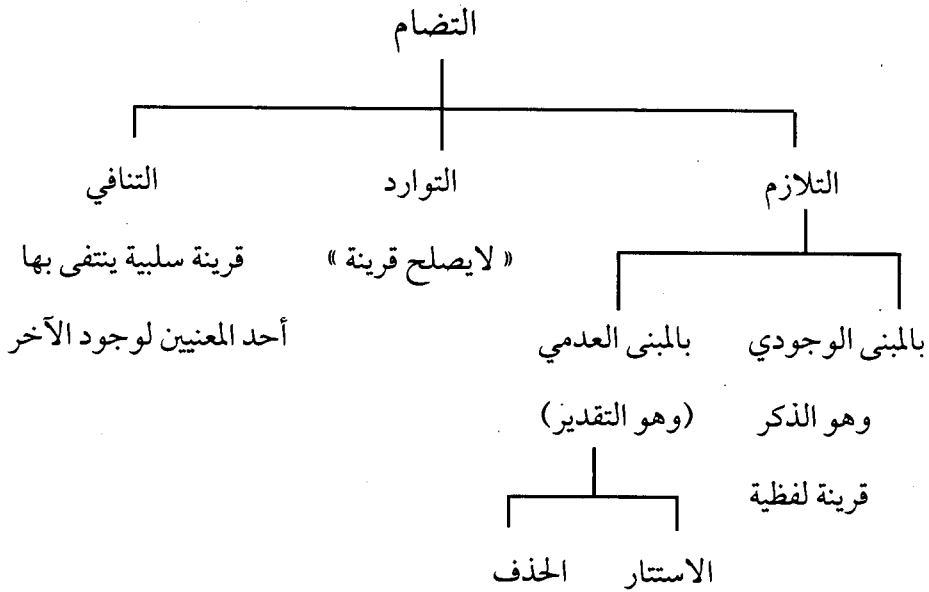 التضام
التلازم
التوارد
التنافي
« لايصلح قرينة »
قرينة سلبية ينتفى بها
أحد المعنيين لوجود الآخر
بالمبنى الوجودي
وهو الذكر
قرينة لفظية
بالمبنى العدمي
(وهو التقدير)
الاستتار
الحذف